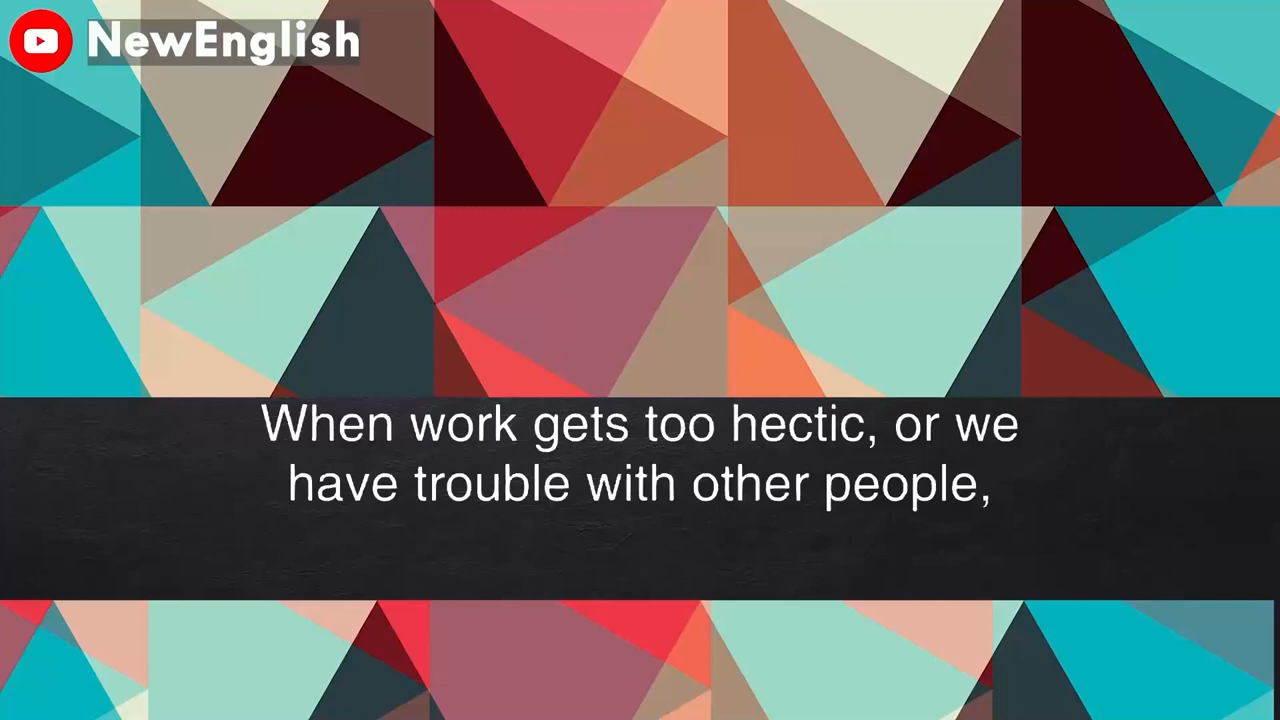 NewEnglish
When work gets too hectic, or we
have trouble with other people,